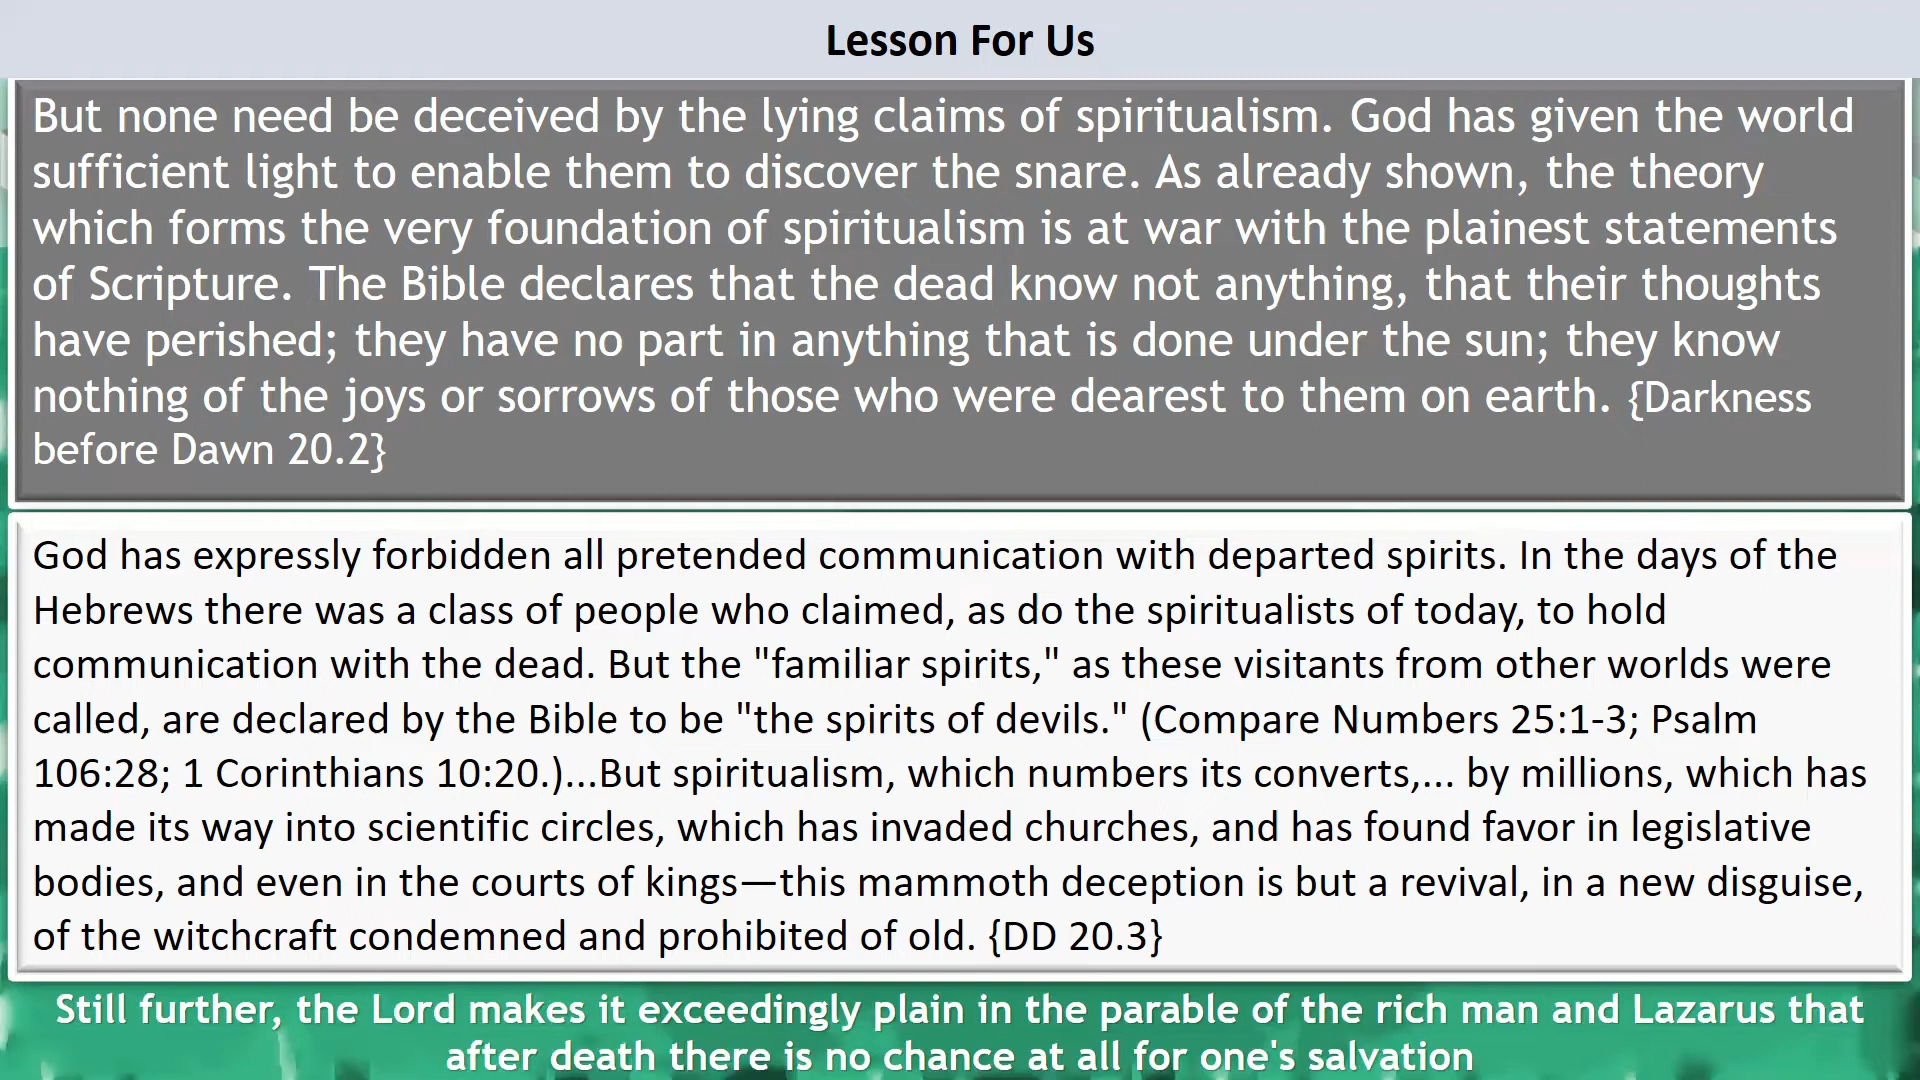 Lesson For Us
But none need be deceived by the lying claims of spiritualism. God has given the world
sufficient light to enable them to discover the snare. As already shown, the theory
which forms the very foundation of spiritualism is at war with the plainest statements
of Scripture. The Bible declares that the dead know not anything, that their thoughts
have perished; they have no part in anything that is done under the sun; they know
nothing of the joys or sorrows of those who were dearest to them on earth. {Darkness
before Dawn 20.2}
God has expressly forbidden all pretended communication with departed spirits. In the days of the
Hebrews there was a class of people who claimed, as do the spiritualists of today, to hold
communication with the dead. But the "familiar spirits," as these visitants from other worlds were
called, are declared by the Bible to be "the spirits of devils." (Compare Numbers 25:1-3; Psalm
106:28; 1 Corinthians 10:20.)...But spiritualism, which numbers its converts,... by millions, which has
made its way into scientific circles, which has invaded churches, and has found favor in legislative
bodies, and even in the courts of kings—this mammoth deception is but a revival, in a new disguise,
of the witchcraft condemned and prohibited of old. {DD 20.3}
Still further, the Lord makes it exceedingly plain in the parable of the rich man and Lazarus that
after death there is no chance at all for one's salvation